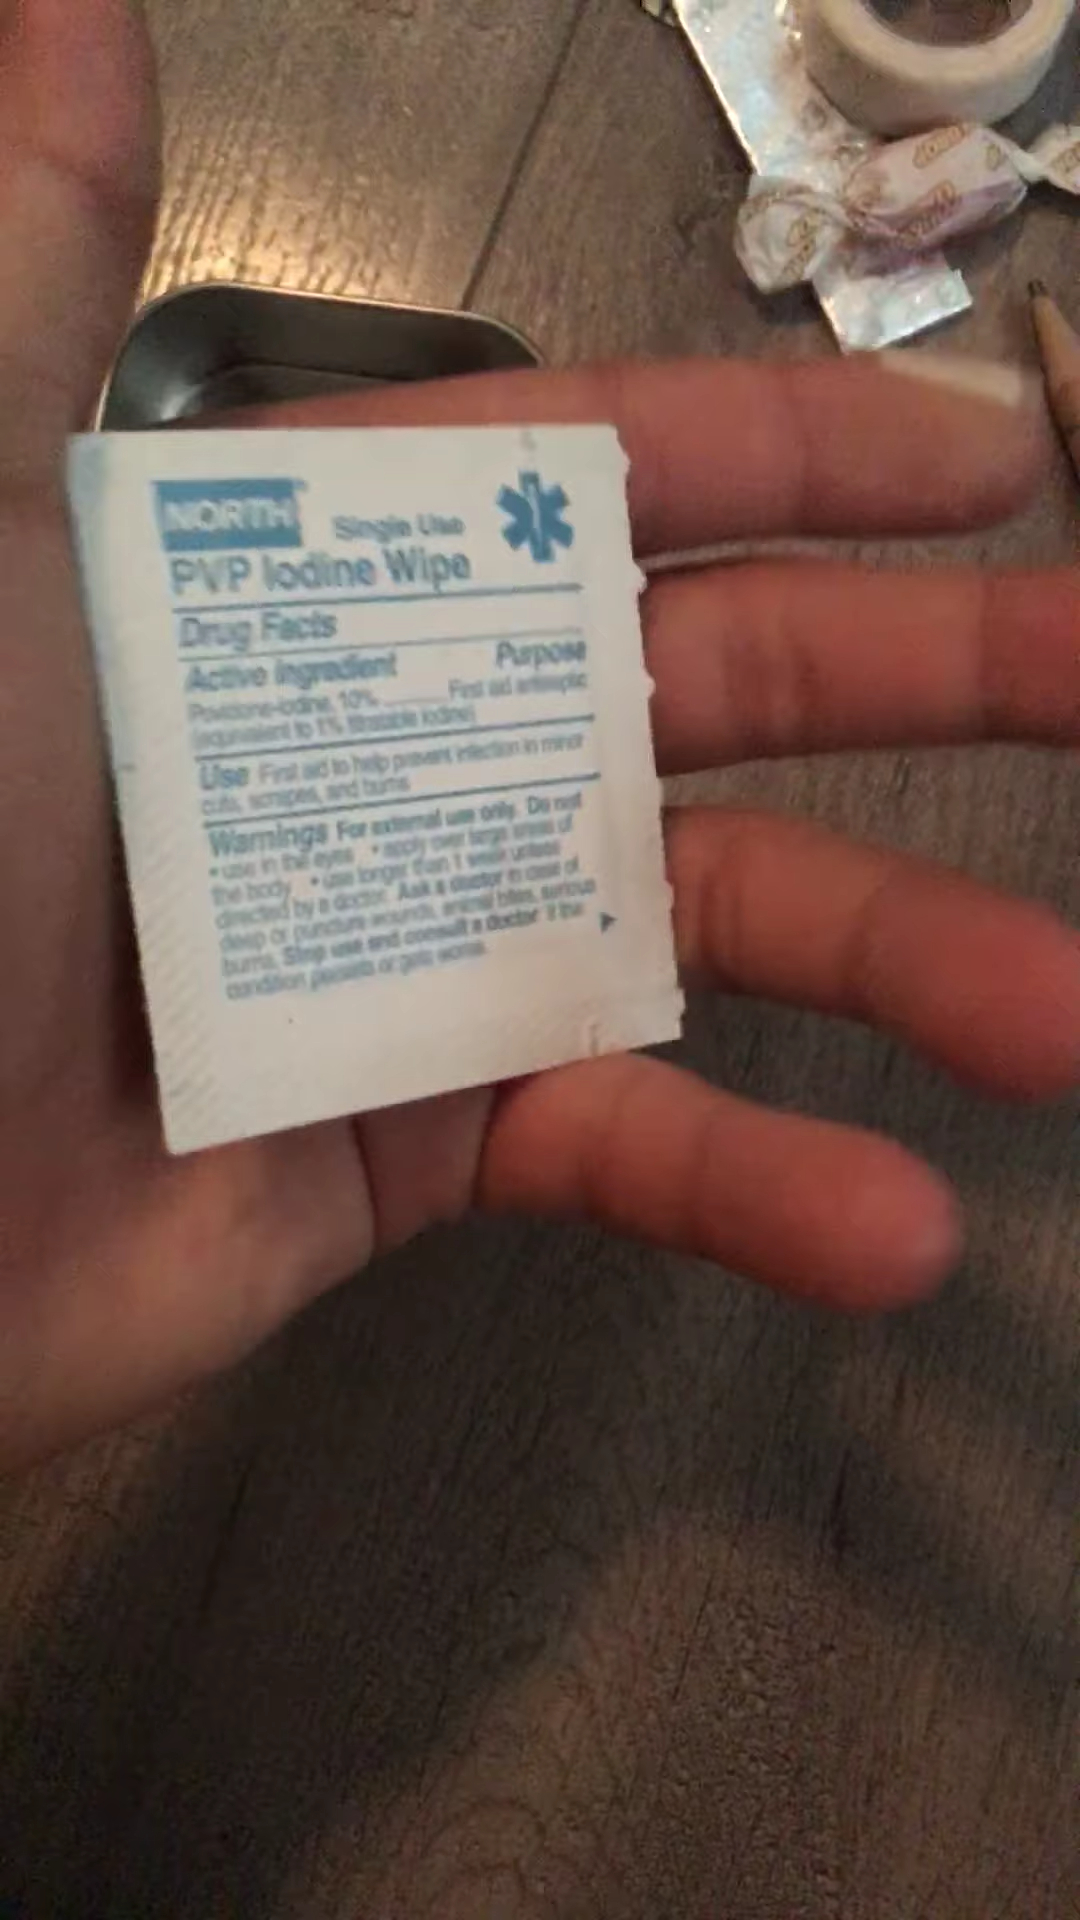 NORTH
Single Use
PVP Iodine Wipe
Drug Facts
Active ingredient Purpose
Povidone-iodine, 10% ______ First aid antiseptic
(equivalent to 1% titratable iodine)
Use First aid to help prevent infection in minor
cuts, scrapes, and burns
Warnings For external use only. Do not
• use in the eyes • apply over large areas of
the body • use longer than 1 week unless
directed by a doctor. Ask a doctor in case of
deep or puncture wounds, animal bites, serious
burns. Stop use and consult a doctor if the
condition persists or gets worse.